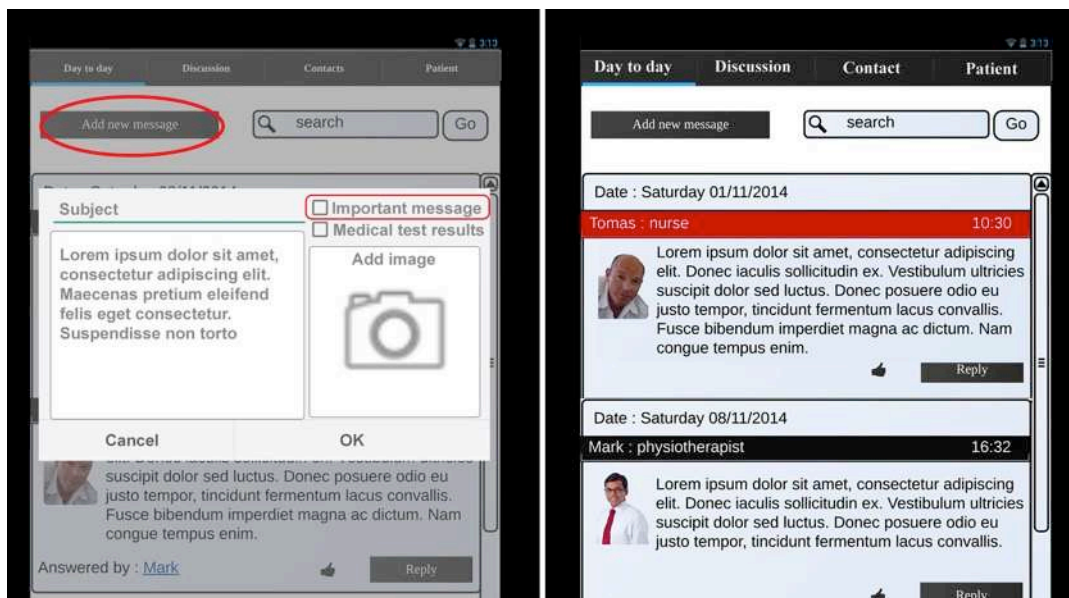 3:13
Day to day Discussion Contacts Patient
Add new message search Go
Subject
Important message
Medical test results
Lorem ipsum dolor sit amet,
consectetur adipiscing elit.
Maecenas pretium eleifend
felis eget consectetur.
Suspendisse non torto
Add image
Cancel OK
suscipit dolor sed luctus. Donec posuere odio eu
justo tempor, tincidunt fermentum lacus convallis.
Fusce bibendum imperdiet magna ac dictum. Nam
congue tempus enim.
Answered by : Mark Reply
3:13
Day to day Discussion Contact Patient
Add new message search Go
Date : Saturday 01/11/2014
Tomas : nurse 10:30
Lorem ipsum dolor sit amet, consectetur adipiscing
elit. Donec iaculis sollicitudin ex. Vestibulum ultricies
suscipit dolor sed luctus. Donec posuere odio eu
justo tempor, tincidunt fermentum lacus convallis.
Fusce bibendum imperdiet magna ac dictum. Nam
congue tempus enim.
Reply
Date : Saturday 08/11/2014
Mark : physiotherapist 16:32
Lorem ipsum dolor sit amet, consectetur adipiscing
elit. Donec iaculis sollicitudin ex. Vestibulum ultricies
suscipit dolor sed luctus. Donec posuere odio eu
justo tempor, tincidunt fermentum lacus convallis.
Reply